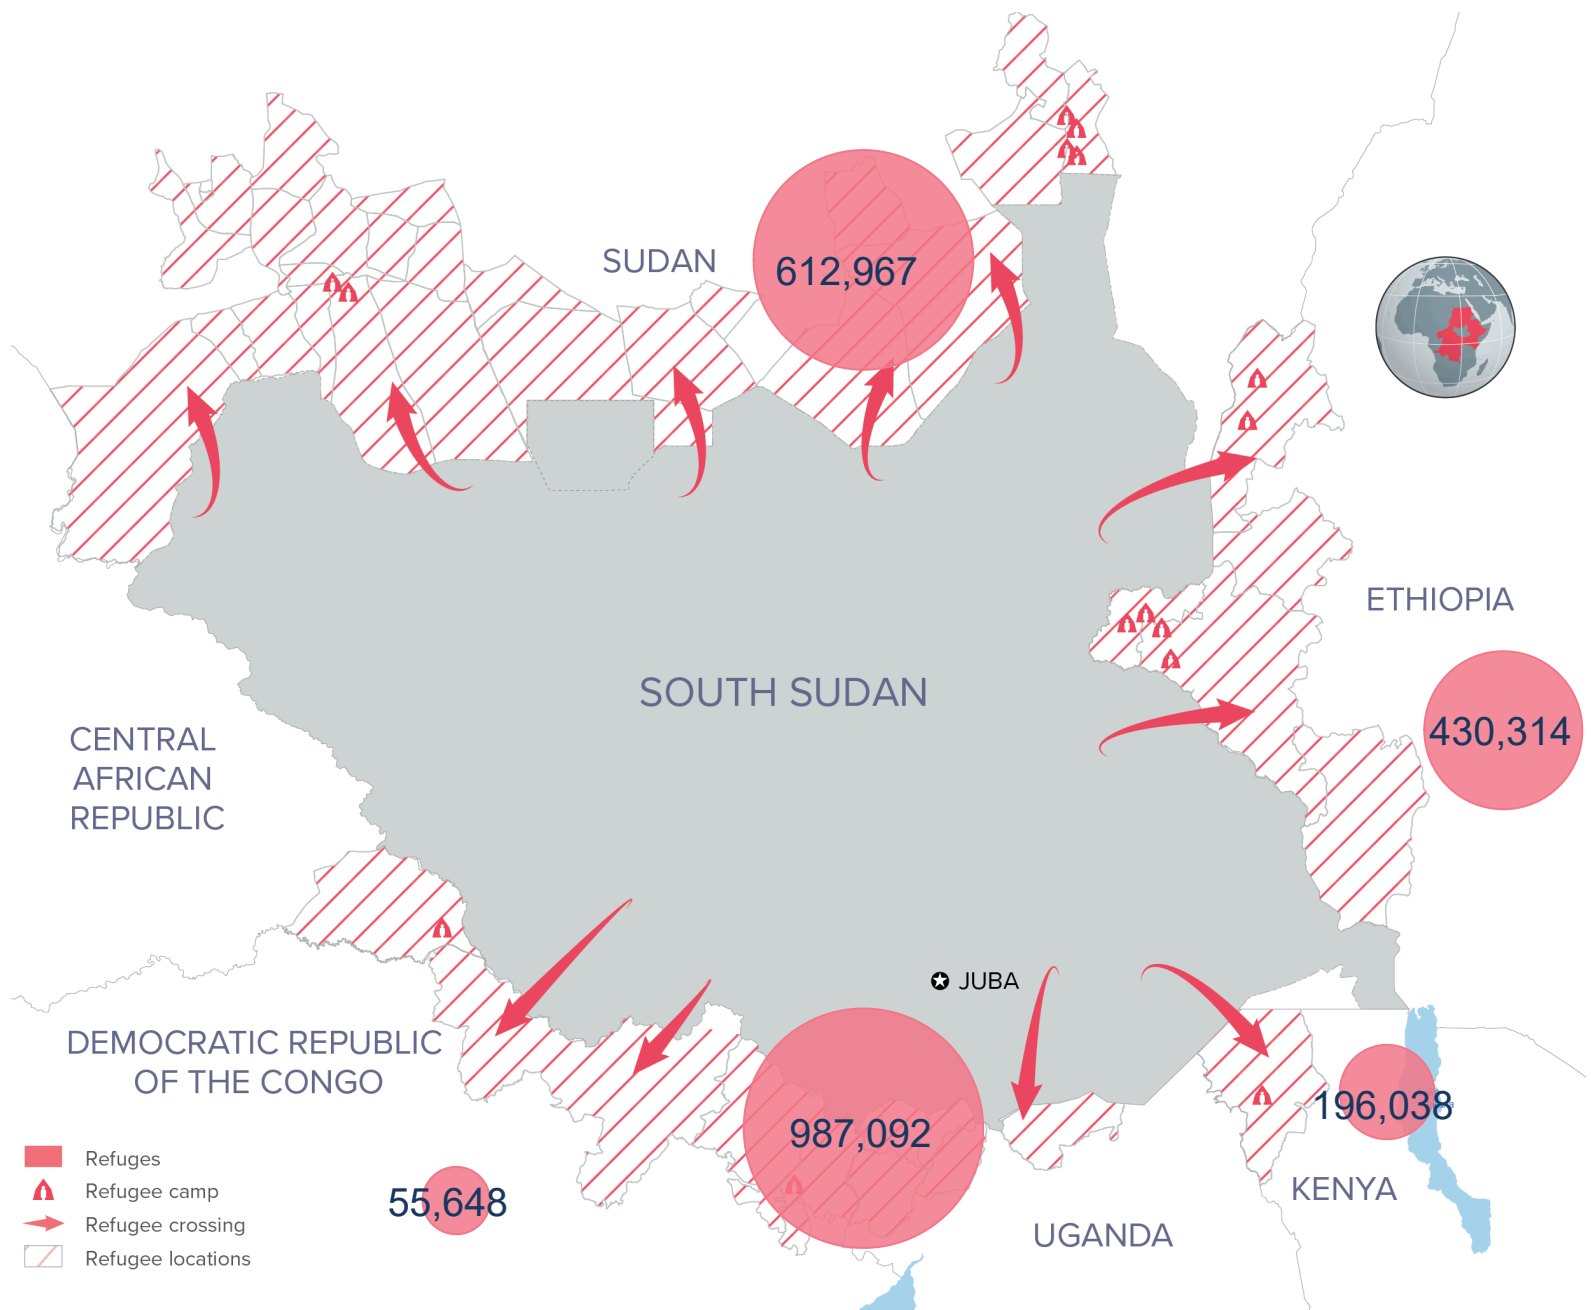 SUDAN
612,967
ETHIOPIA
430,314
SOUTH SUDAN
CENTRAL
AFRICAN
REPUBLIC
JUBA
DEMOCRATIC REPUBLIC
OF THE CONGO
987,092
196,038
KENYA
UGANDA
55,648
Refuges
Refugee camp
Refugee crossing
Refugee locations